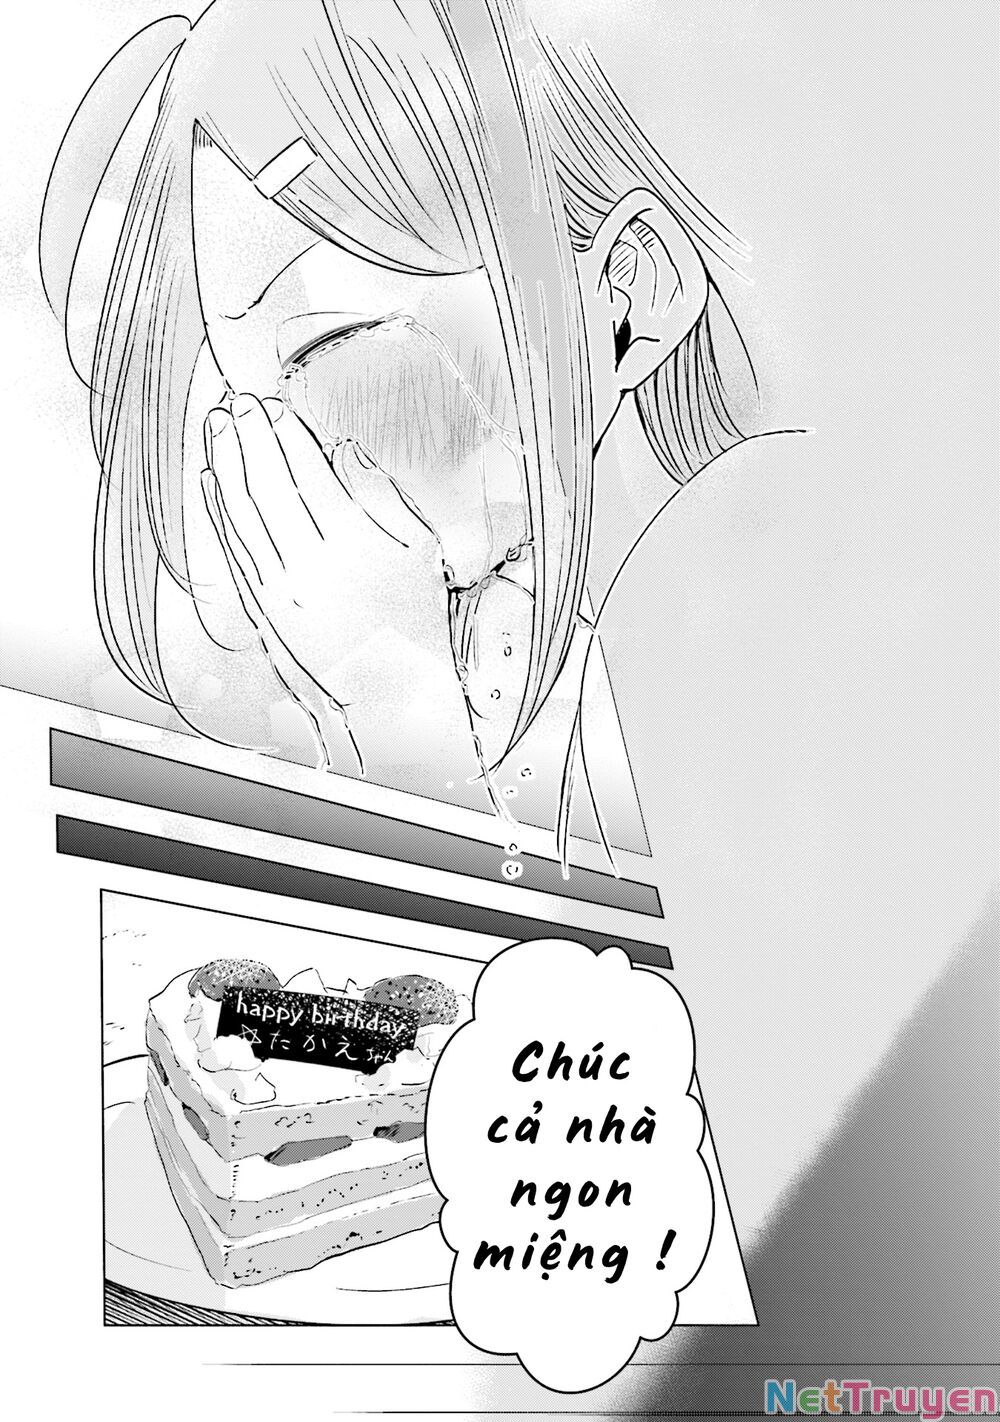 happy birthday
☆たかえちゃん
Chúc
cả nhà
ngon
miệng !
NetTruyen